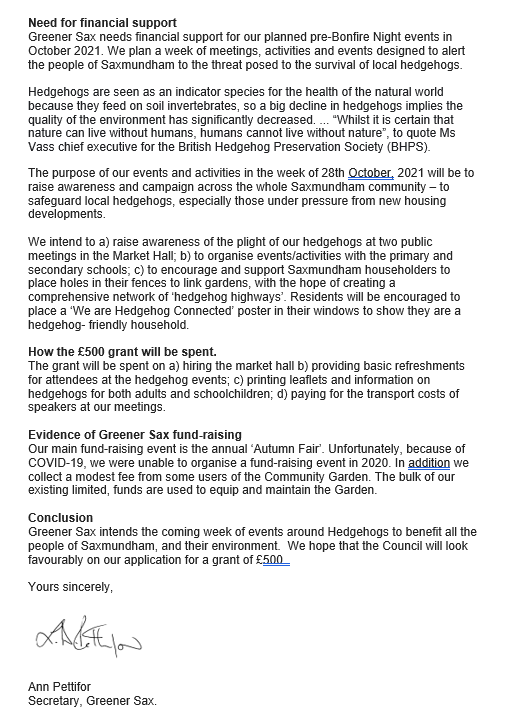 Need for financial support
Greener Sax needs financial support for our planned pre-Bonfire Night events in
October 2021. We plan a week of meetings, activities and events designed to alert
the people of Saxmundham to the threat posed to the survival of local hedgehogs.
Hedgehogs are seen as an indicator species for the health of the natural world
because they feed on soil invertebrates, so a big decline in hedgehogs implies the
quality of the environment has significantly decreased. ... “Whilst it is certain that
nature can live without humans, humans cannot live without nature”, to quote Ms
Vass chief executive for the British Hedgehog Preservation Society (BHPS).
The purpose of our events and activities in the week of 28th October, 2021 will be to
raise awareness and campaign across the whole Saxmundham community – to
safeguard local hedgehogs, especially those under pressure from new housing
developments.
We intend to a) raise awareness of the plight of our hedgehogs at two public
meetings in the Market Hall; b) to organise events/activities with the primary and
secondary schools; c) to encourage and support Saxmundham householders to
place holes in their fences to link gardens, with the hope of creating a
comprehensive network of ‘hedgehog highways’. Residents will be encouraged to
place a ‘We are Hedgehog Connected’ poster in their windows to show they are a
hedgehog- friendly household.
How the £500 grant will be spent.
The grant will be spent on a) hiring the market hall b) providing basic refreshments
for attendees at the hedgehog events; c) printing leaflets and information on
hedgehogs for both adults and schoolchildren; d) paying for the transport costs of
speakers at our meetings.
Evidence of Greener Sax fund-raising
Our main fund-raising event is the annual ‘Autumn Fair’. Unfortunately, because of
COVID-19, we were unable to organise a fund-raising event in 2020. In addition we
collect a modest fee from some users of the Community Garden. The bulk of our
existing limited, funds are used to equip and maintain the Garden.
Conclusion
Greener Sax intends the coming week of events around Hedgehogs to benefit all the
people of Saxmundham, and their environment.  We hope that the Council will look
favourably on our application for a grant of £500
Yours sincerely,
Ann Pettifor
Secretary, Greener Sax.